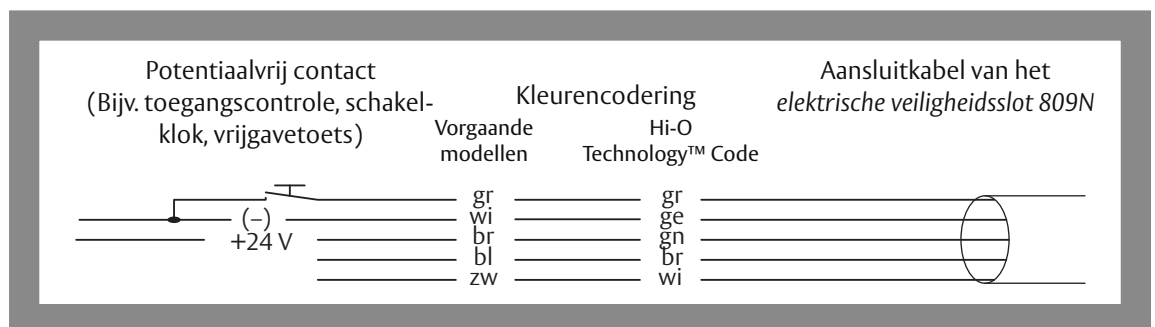 Potentiaalvrij contact
(Bijv. toegangscontrole, schakel-
klok, vrijgavetoets)
Kleurencodering
Vorgaande
modellen
Hi-O
Technology™ Code
Aansluitkabel van het
elektrische veiligheidsslot 809N
gr gr
(–) wi ge
+24 V br gn
bl br
zw wi